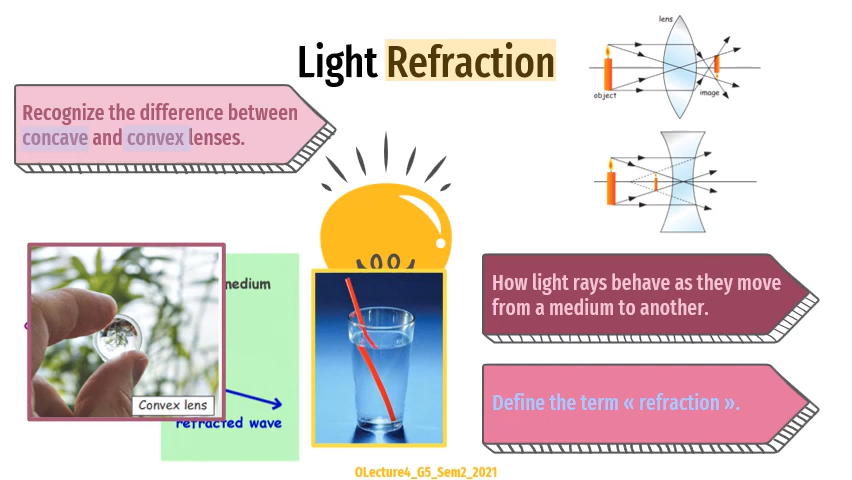 Light Refraction
lens
object
image
Recognize the difference between
concave and convex lenses.
medium
How light rays behave as they move
from a medium to another.
Convex lens
refracted wave
Define the term « refraction ».
OLecture4_G5_Sem2_2021